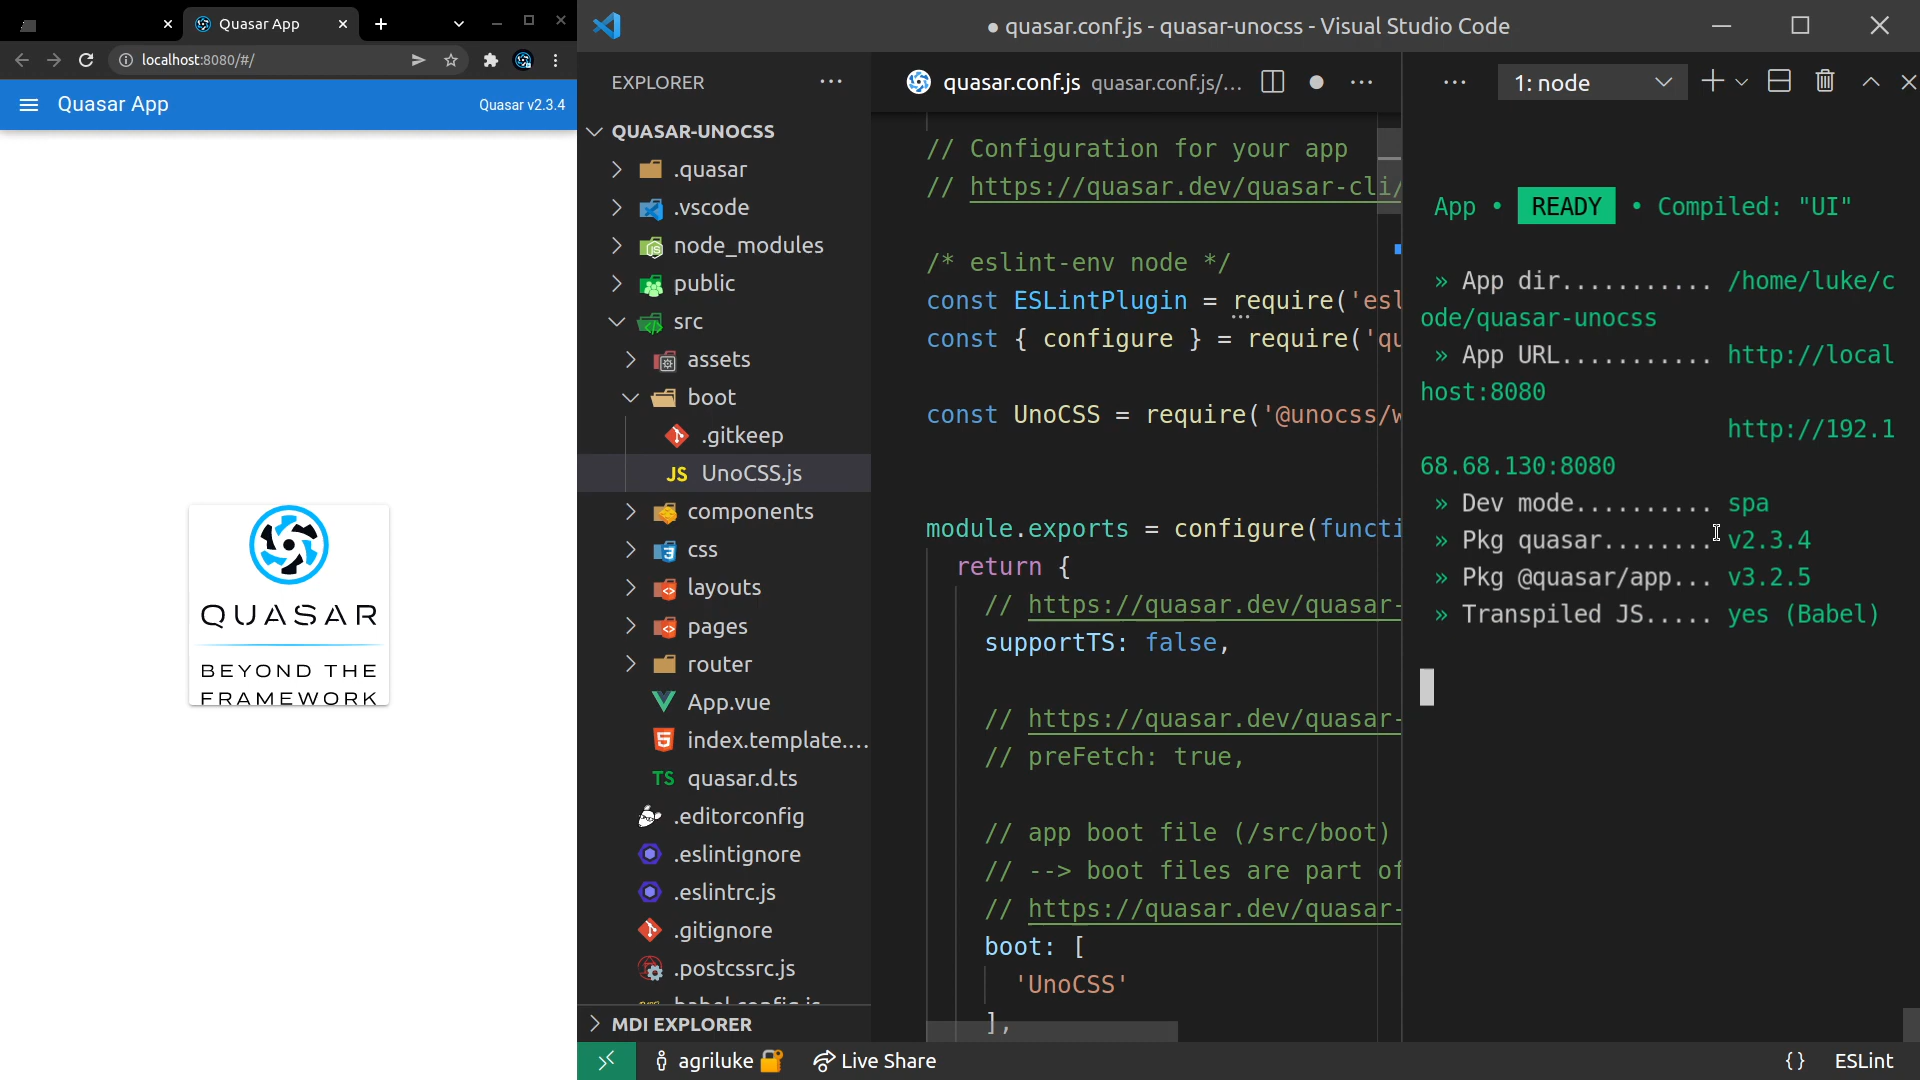 Quasar App
localhost:8080/#/
Quasar App
Quasar v2.3.4
QUASAR
BEYOND THE
FRAMEWORK
● quasar.conf.js - quasar-unocss - Visual Studio Code
EXPLORER
QUASAR-UNOCSS
.quasar
.vscode
node_modules
public
src
assets
boot
.gitkeep
JS UnoCSS.js
components
css
layouts
pages
router
App.vue
index.template....
TS quasar.d.ts
.editorconfig
.eslintignore
.eslintrc.js
.gitignore
.postcssrc.js
MDI EXPLORER
quasar.conf.js quasar.conf.js/...
// Configuration for your app
// https://quasar.dev/quasar-cli/
/* eslint-env node */
const ESLintPlugin = require('esl
const { configure } = require('qu
const UnoCSS = require('@unocss/w
module.exports = configure(functi
return {
// https://quasar.dev/quasar-
supportTS: false,
// https://quasar.dev/quasar-
// preFetch: true,
// app boot file (/src/boot)
// --> boot files are part of
// https://quasar.dev/quasar-
boot: [
'UnoCSS'
],
1: node
App • READY • Compiled: "UI"
» App dir........... /home/luke/c
ode/quasar-unocss
» App URL........... http://local
host:8080
http://192.1
68.68.130:8080
» Dev mode.......... spa
» Pkg quasar........ v2.3.4
» Pkg @quasar/app... v3.2.5
» Transpiled JS..... yes (Babel)
agriluke
Live Share
{ } ESLint